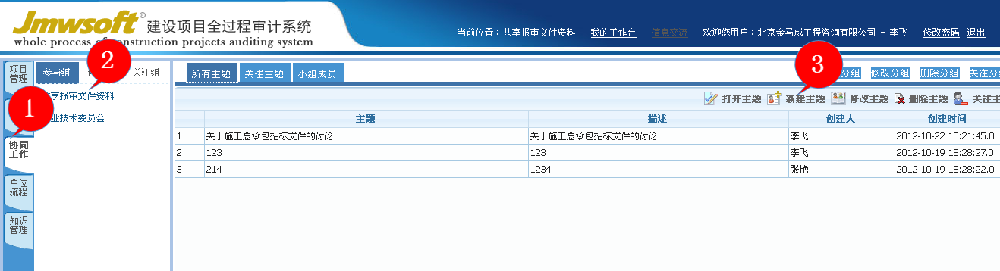 Jmwsoft® 建设项目全过程审计系统
whole process of construction projects auditing system
当前位置：共享报审文件资料 我的工作台 信息交流 欢迎您用户：北京金马威工程咨询有限公司 - 李飞 修改密码 退出
项目管理
参与组 关注组
2
共享报审文件资料
1
业技术委员会
协同工作
单位流程
知识管理
所有主题 关注主题 小组成员
3
分组 修改分组 删除分组 关注分
打开主题 新建主题 修改主题 删除主题 关注主
主题 描述 创建人 创建时间
1 关于施工总承包招标文件的讨论 关于施工总承包招标文件的讨论 李飞 2012-10-22 15:21:45.0
2 123 123 李飞 2012-10-19 18:28:27.0
3 214 1234 张艳 2012-10-19 18:28:22.0